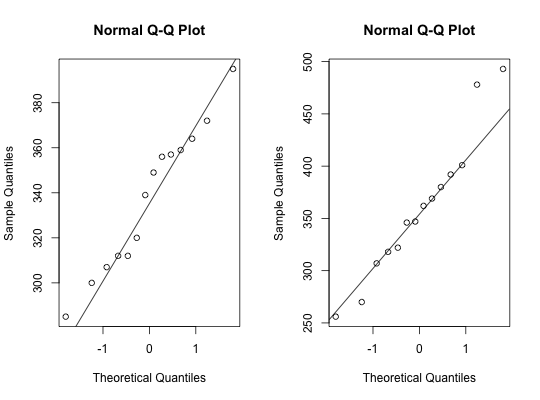 Normal Q-Q Plot
Sample Quantiles
300 320 340 360 380
-1 0 1
Theoretical Quantiles
Normal Q-Q Plot
Sample Quantiles
250 300 350 400 450 500
-1 0 1
Theoretical Quantiles